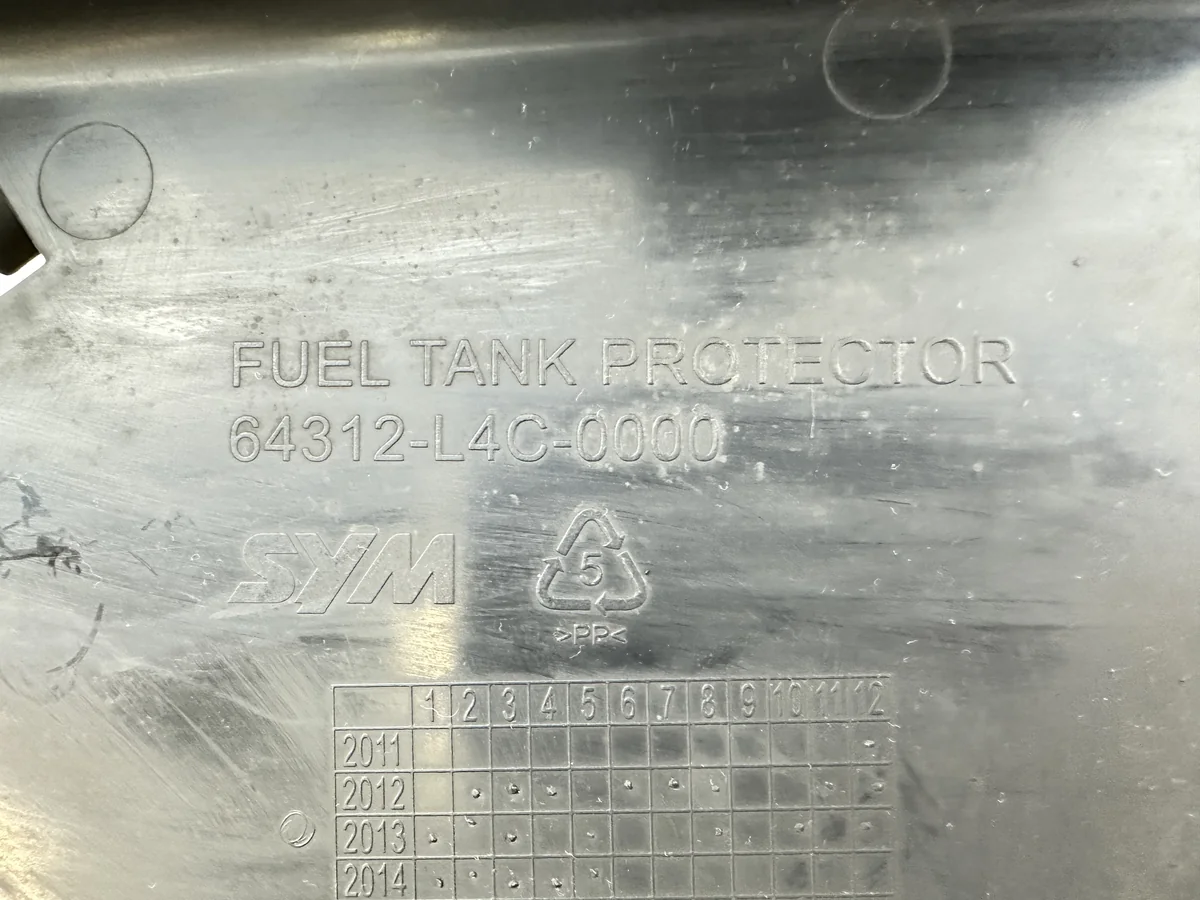 FUEL TANK PROTECTOR
64312-L4C-0000
SYM
5
>PP<
1 2 3 4 5 6 7 8 9 10 11 12
2011
2012
2013
2014